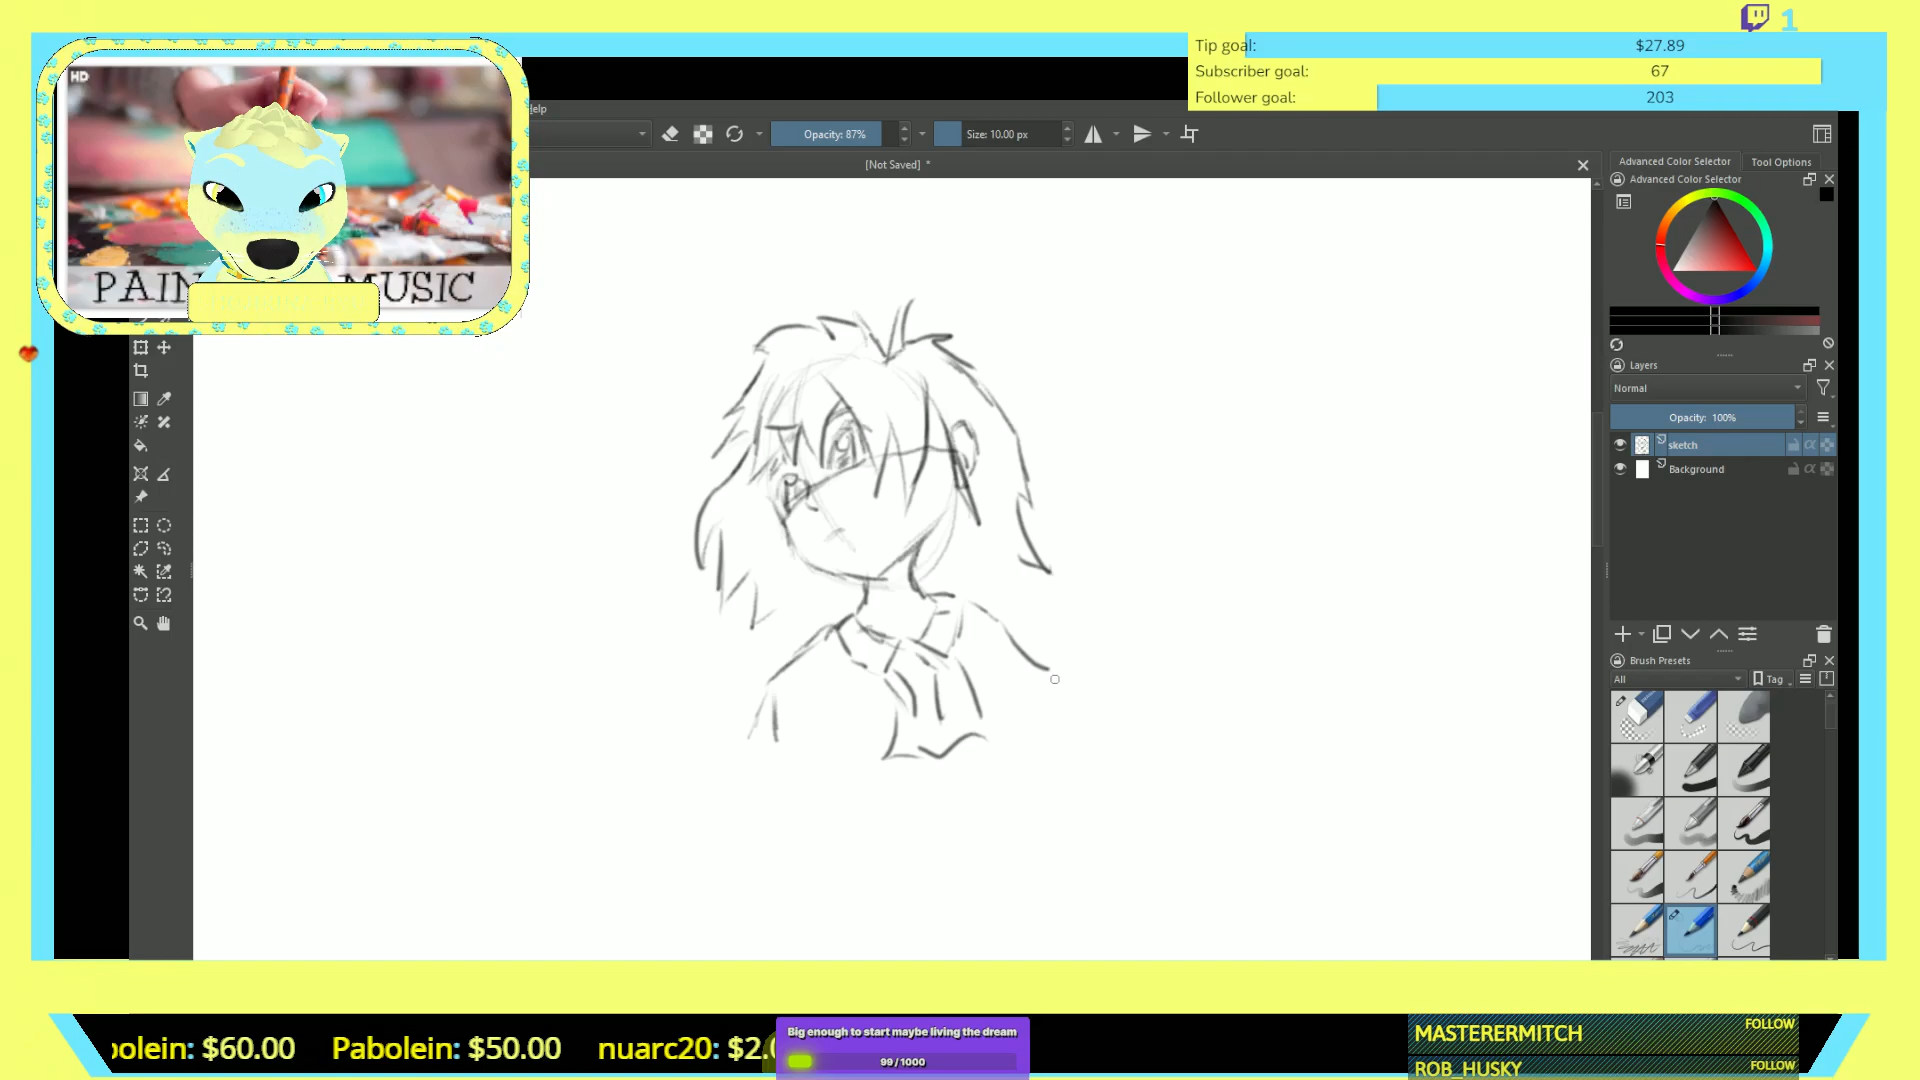 1
Tip goal: $27.89
Subscriber goal: 67
Follower goal: 203
HD
PAIN MUSIC
elp
Opacity: 87%
Size: 10.00 px
[Not Saved] *
Advanced Color Selector Tool Options
Advanced Color Selector
Layers
Normal
Opacity: 100%
sketch
Background
Brush Presets
All
Tag
olein: $60.00 Pabolein: $50.00 nuarc20: $2.0
Big enough to start maybe living the dream
99 / 1000
MASTERERMITCH FOLLOW
ROB_HUSKY FOLLOW